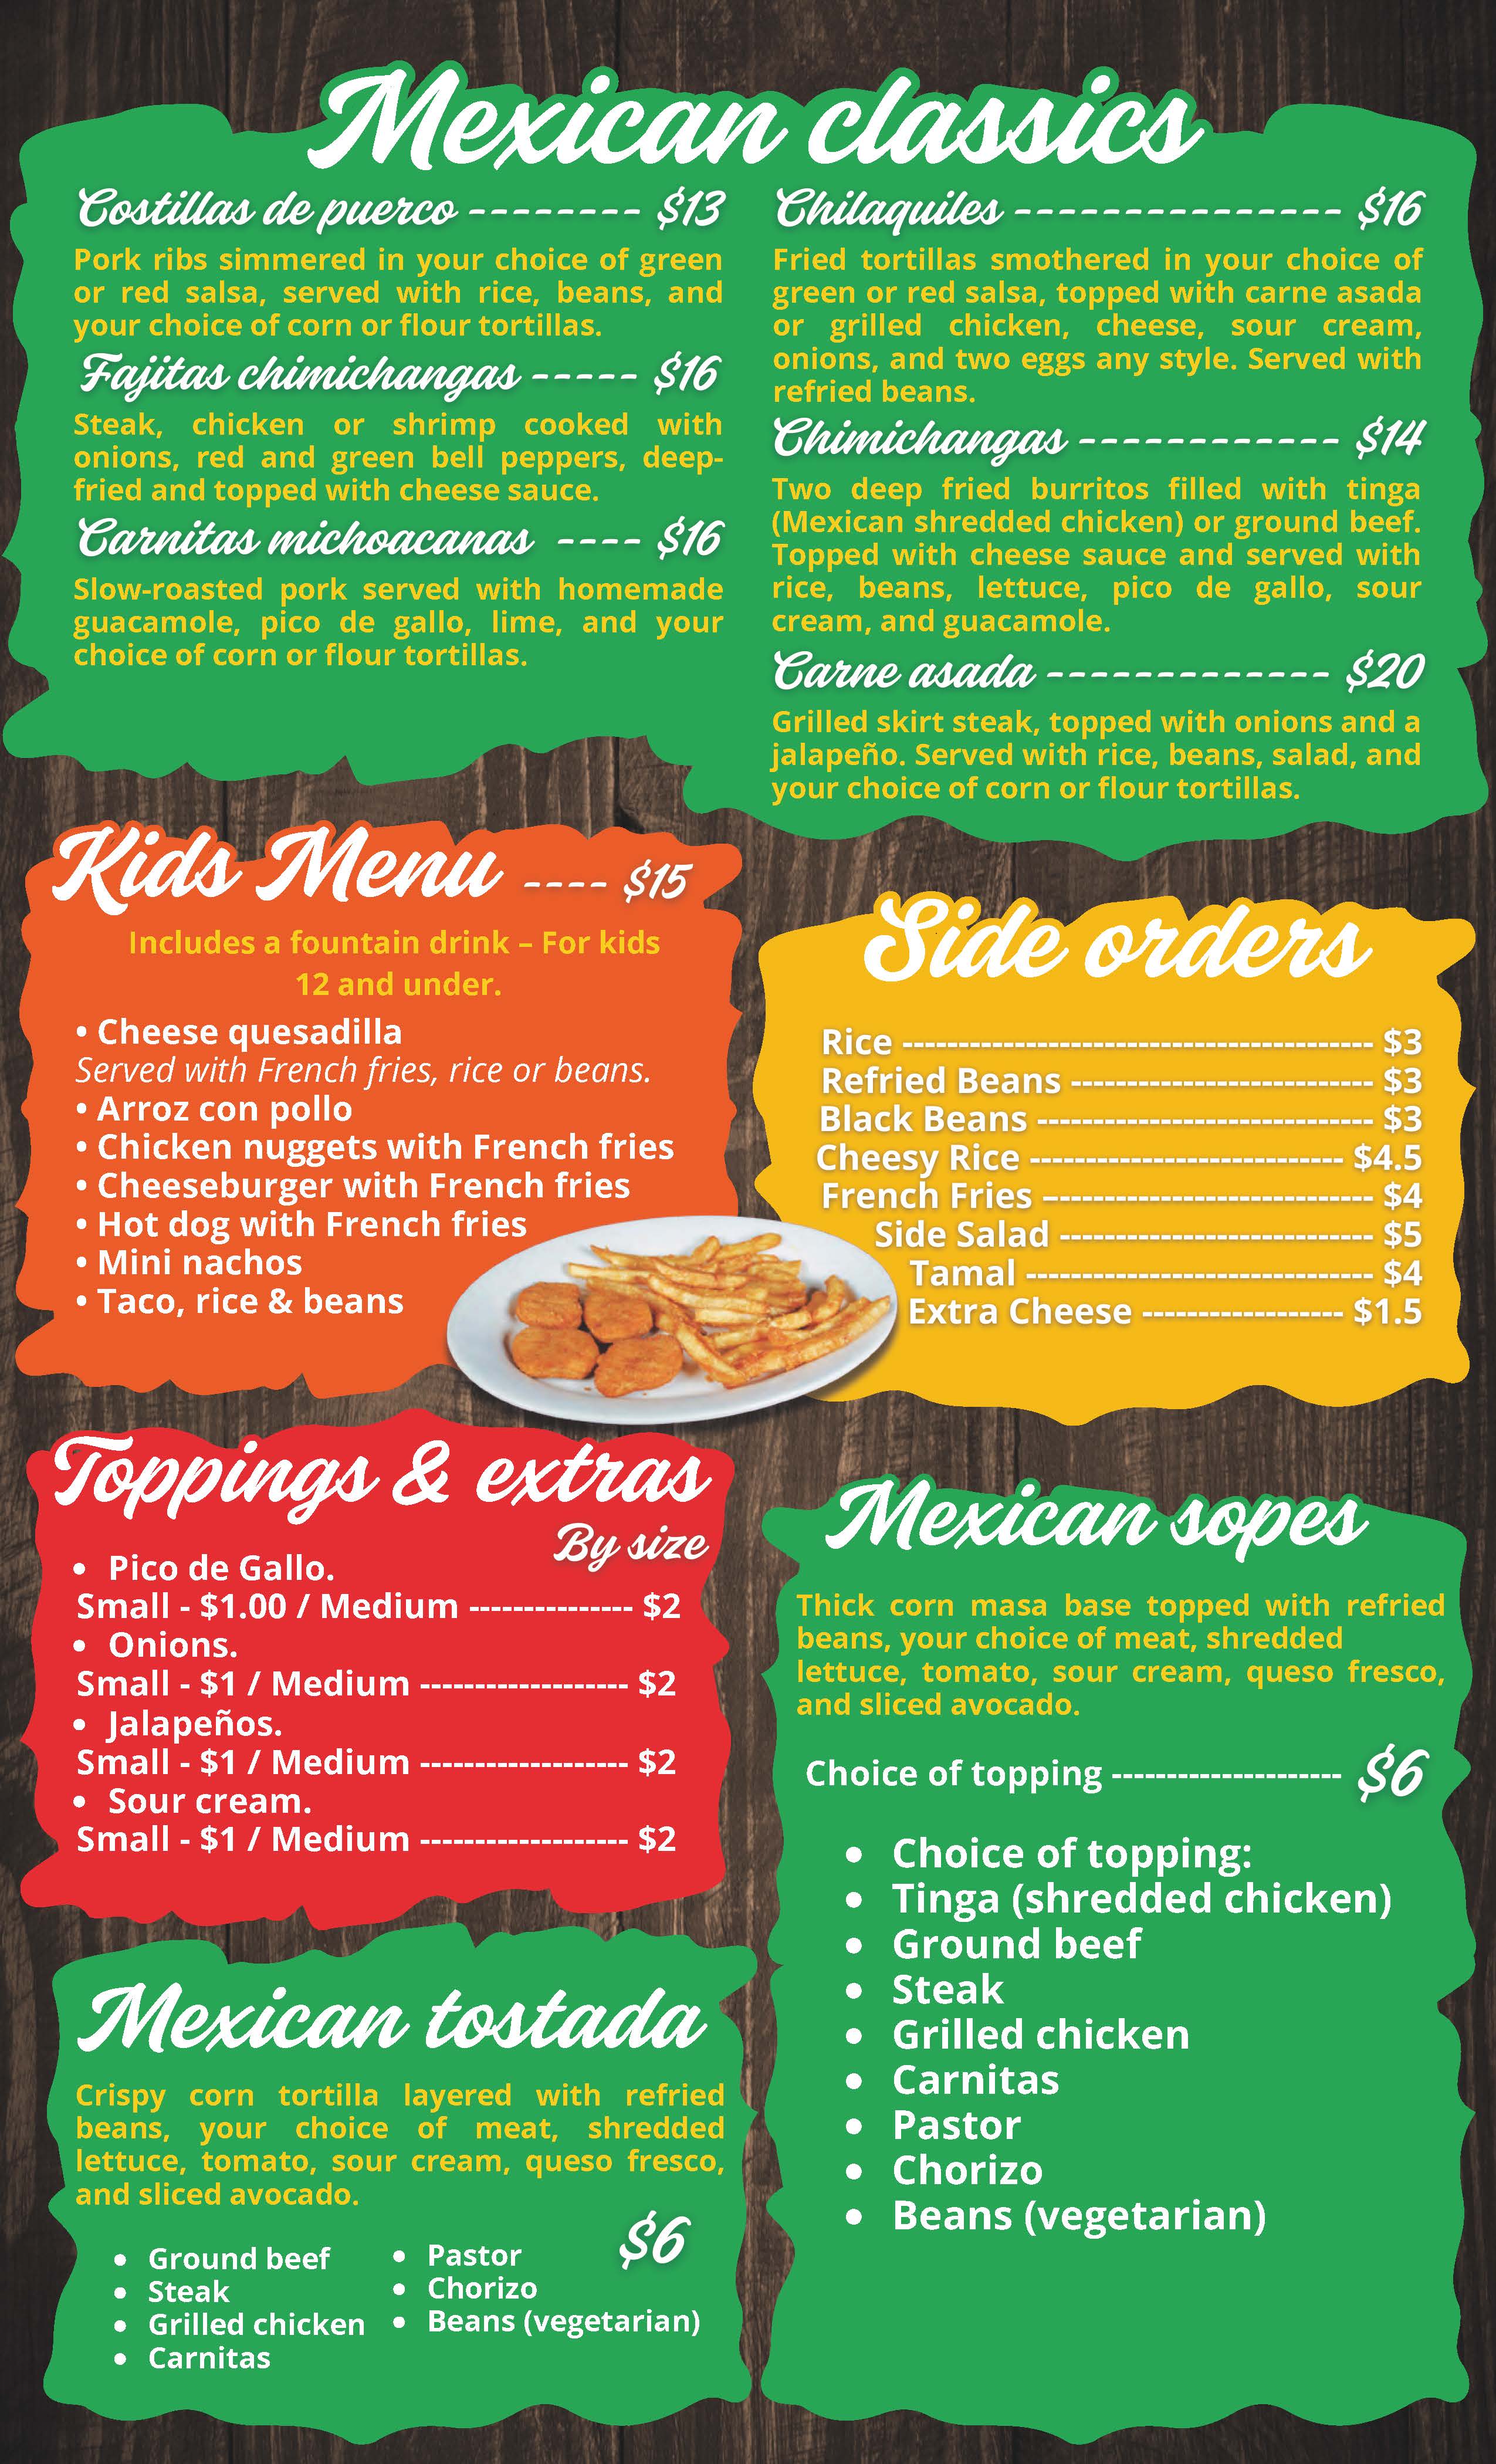 Mexican classics
Costillas de puerco -------- $13
Pork ribs simmered in your choice of green
or red salsa, served with rice, beans, and
your choice of corn or flour tortillas.
Fajitas chimichangas ----- $16
Steak, chicken or shrimp cooked with
onions, red and green bell peppers, deep-
fried and topped with cheese sauce.
Carnitas michoacanas ---- $16
Slow-roasted pork served with homemade
guacamole, pico de gallo, lime, and your
choice of corn or flour tortillas.
Chilaquiles --------------- $16
Fried tortillas smothered in your choice of
green or red salsa, topped with carne asada
or grilled chicken, cheese, sour cream,
onions, and two eggs any style. Served with
refried beans.
Chimichangas ------------ $14
Two deep fried burritos filled with tinga
(Mexican shredded chicken) or ground beef.
Topped with cheese sauce and served with
rice, beans, lettuce, pico de gallo, sour
cream, and guacamole.
Carne asada ------------- $20
Grilled skirt steak, topped with onions and a
jalapeño. Served with rice, beans, salad, and
your choice of corn or flour tortillas.
Kids Menu ---- $15
Includes a fountain drink – For kids
12 and under.
• Cheese quesadilla
Served with French fries, rice or beans.
• Arroz con pollo
• Chicken nuggets with French fries
• Cheeseburger with French fries
• Hot dog with French fries
• Mini nachos
• Taco, rice & beans
Side orders
Rice ------------------------------------------ $3
Refried Beans --------------------------- $3
Black Beans ------------------------------ $3
Cheesy Rice ---------------------------- $4.5
French Fries ------------------------------ $4
Side Salad ---------------------------- $5
Tamal ------------------------------- $4
Extra Cheese ------------------ $1.5
Toppings & extras
By size
• Pico de Gallo.
Small - $1.00 / Medium --------------- $2
• Onions.
Small - $1 / Medium ------------------- $2
• Jalapeños.
Small - $1 / Medium ------------------- $2
• Sour cream.
Small - $1 / Medium ------------------- $2
Mexican sopes
Thick corn masa base topped with refried
beans, your choice of meat, shredded
lettuce, tomato, sour cream, queso fresco,
and sliced avocado.
Choice of topping --------------------- $6
• Choice of topping:
• Tinga (shredded chicken)
• Ground beef
• Steak
• Grilled chicken
• Carnitas
• Pastor
• Chorizo
• Beans (vegetarian)
Mexican tostada
Crispy corn tortilla layered with refried
beans, your choice of meat, shredded
lettuce, tomato, sour cream, queso fresco,
and sliced avocado.
$6
• Ground beef
• Steak
• Grilled chicken
• Carnitas
• Pastor
• Chorizo
• Beans (vegetarian)